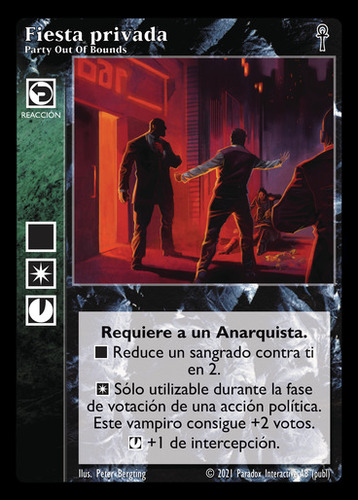 Fiesta privada
Party Out Of Bounds
REACCIÓN
bar
Requiere a un Anarquista.
Reduce un sangrado contra ti
en 2.
Sólo utilizable durante la fase
de votación de una acción política.
Este vampiro consigue +2 votos.
+1 de intercepción.
Ilus. Peter Bergting
© 2021 Paradox Interactive AB (publ)